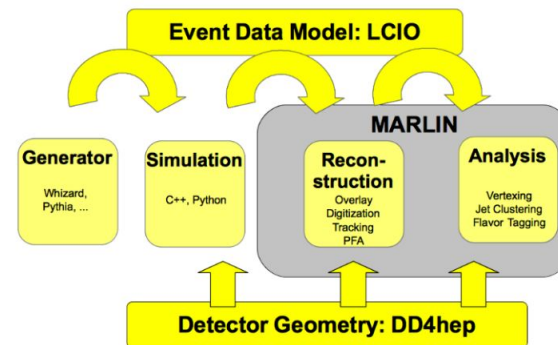 Event Data Model: LCIO
MARLIN
Generator
Whizard,
Pythia, ...
Simulation
C++, Python
Recon-
struction
Overlay
Digitization
Tracking
PFA
Analysis
Vertexing
Jet Clustering
Flavor Tagging
Detector Geometry: DD4hep